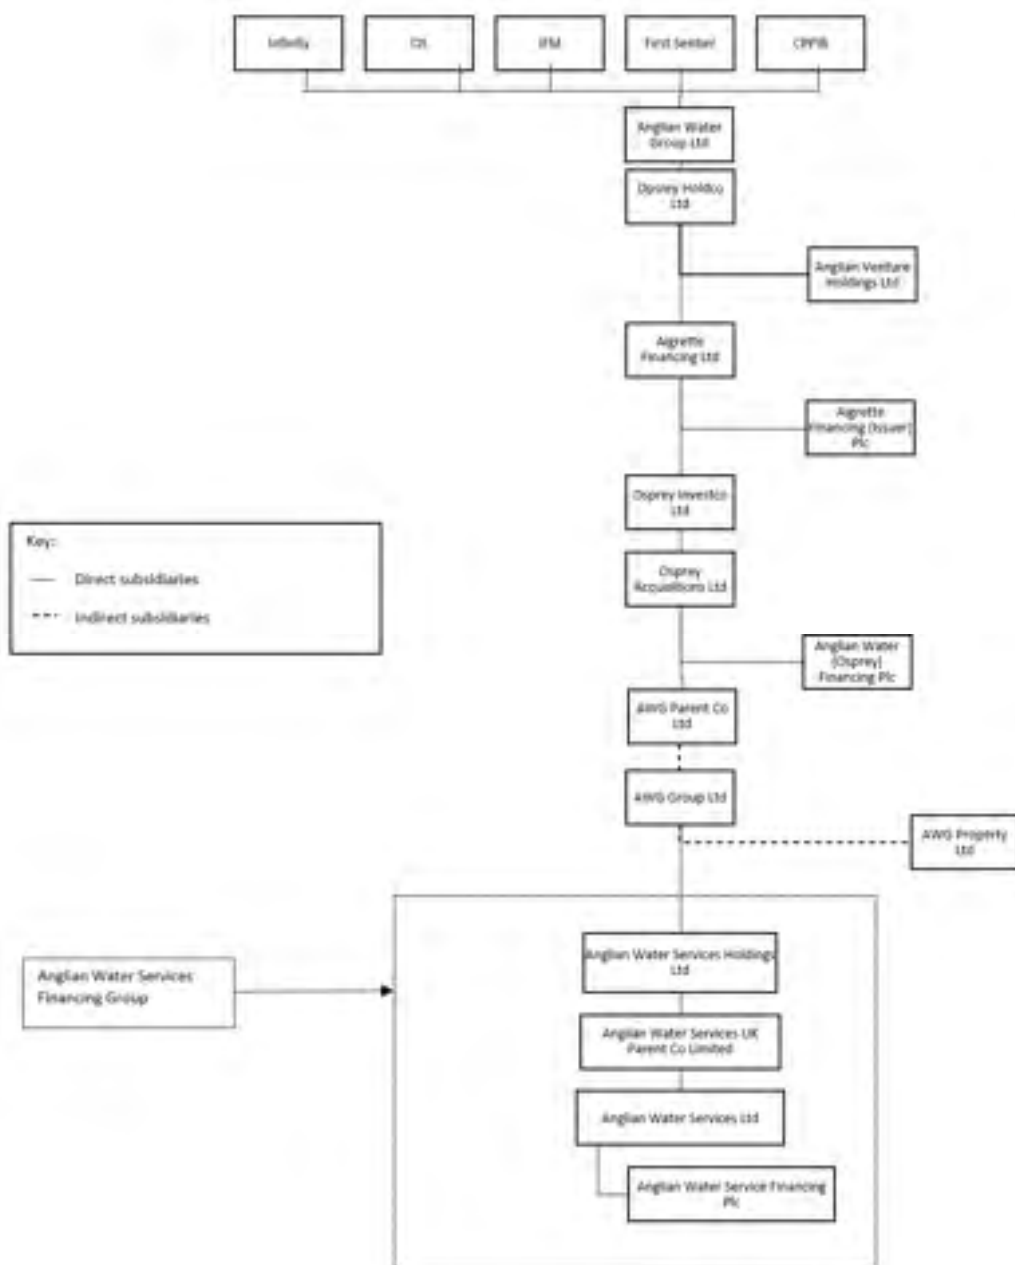 Infinity
IFM
First Sentier
CPPIB
Anglian Water
Group Ltd
Opsrey Holdco
Ltd
Anglian Venture
Holdings Ltd
Aigrette
Financing Ltd
Aigrette
Financing (Issuer)
Plc
Osprey Investco
Ltd
Key:
Direct subsidiaries
Indirect subsidiaries
Osprey
Acquisitions Ltd
Anglian Water
(Osprey)
Financing Plc
AWG Parent Co
Ltd
AWG Group Ltd
AWG Property
Ltd
Anglian Water Services
Financing Group
Anglian Water Services Holdings
Ltd
Anglian Water Services UK
Parent Co Limited
Anglian Water Services Ltd
Anglian Water Service Financing
Plc